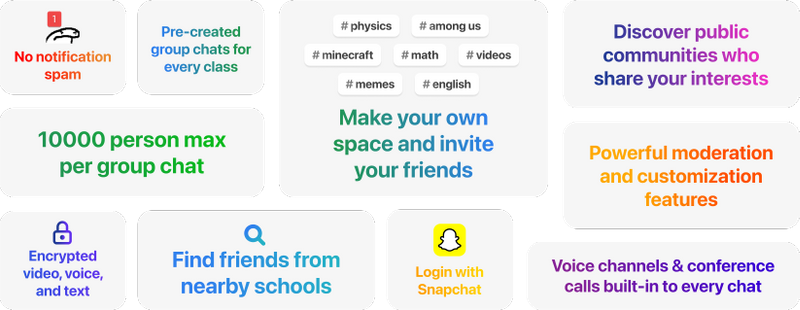 1
No notification
spam
Pre-created
group chats for
every class
# physics
# among us
# minecraft
# math
# videos
# memes
# english
Make your own
space and invite
your friends
Discover public
communities who
share your interests
10000 person max
per group chat
Powerful moderation
and customization
features
Encrypted
video, voice,
and text
Find friends from
nearby schools
Login with
Snapchat
Voice channels & conference
calls built-in to every chat